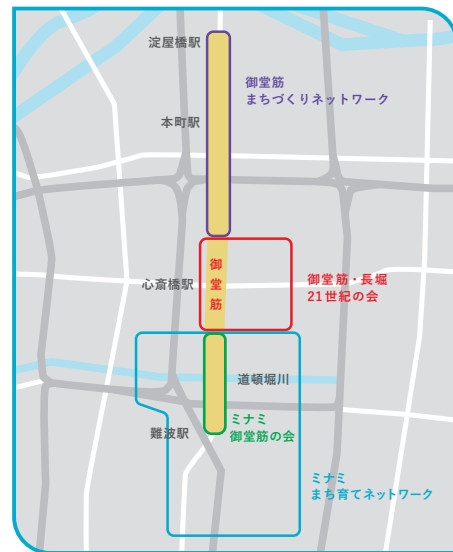 淀屋橋駅
御堂筋
まちづくりネットワーク
本町駅
御堂筋
心斎橋駅
御堂筋・長堀
21世紀の会
道頓堀川
ミナミ
御堂筋の会
難波駅
ミナミ
まち育てネットワーク